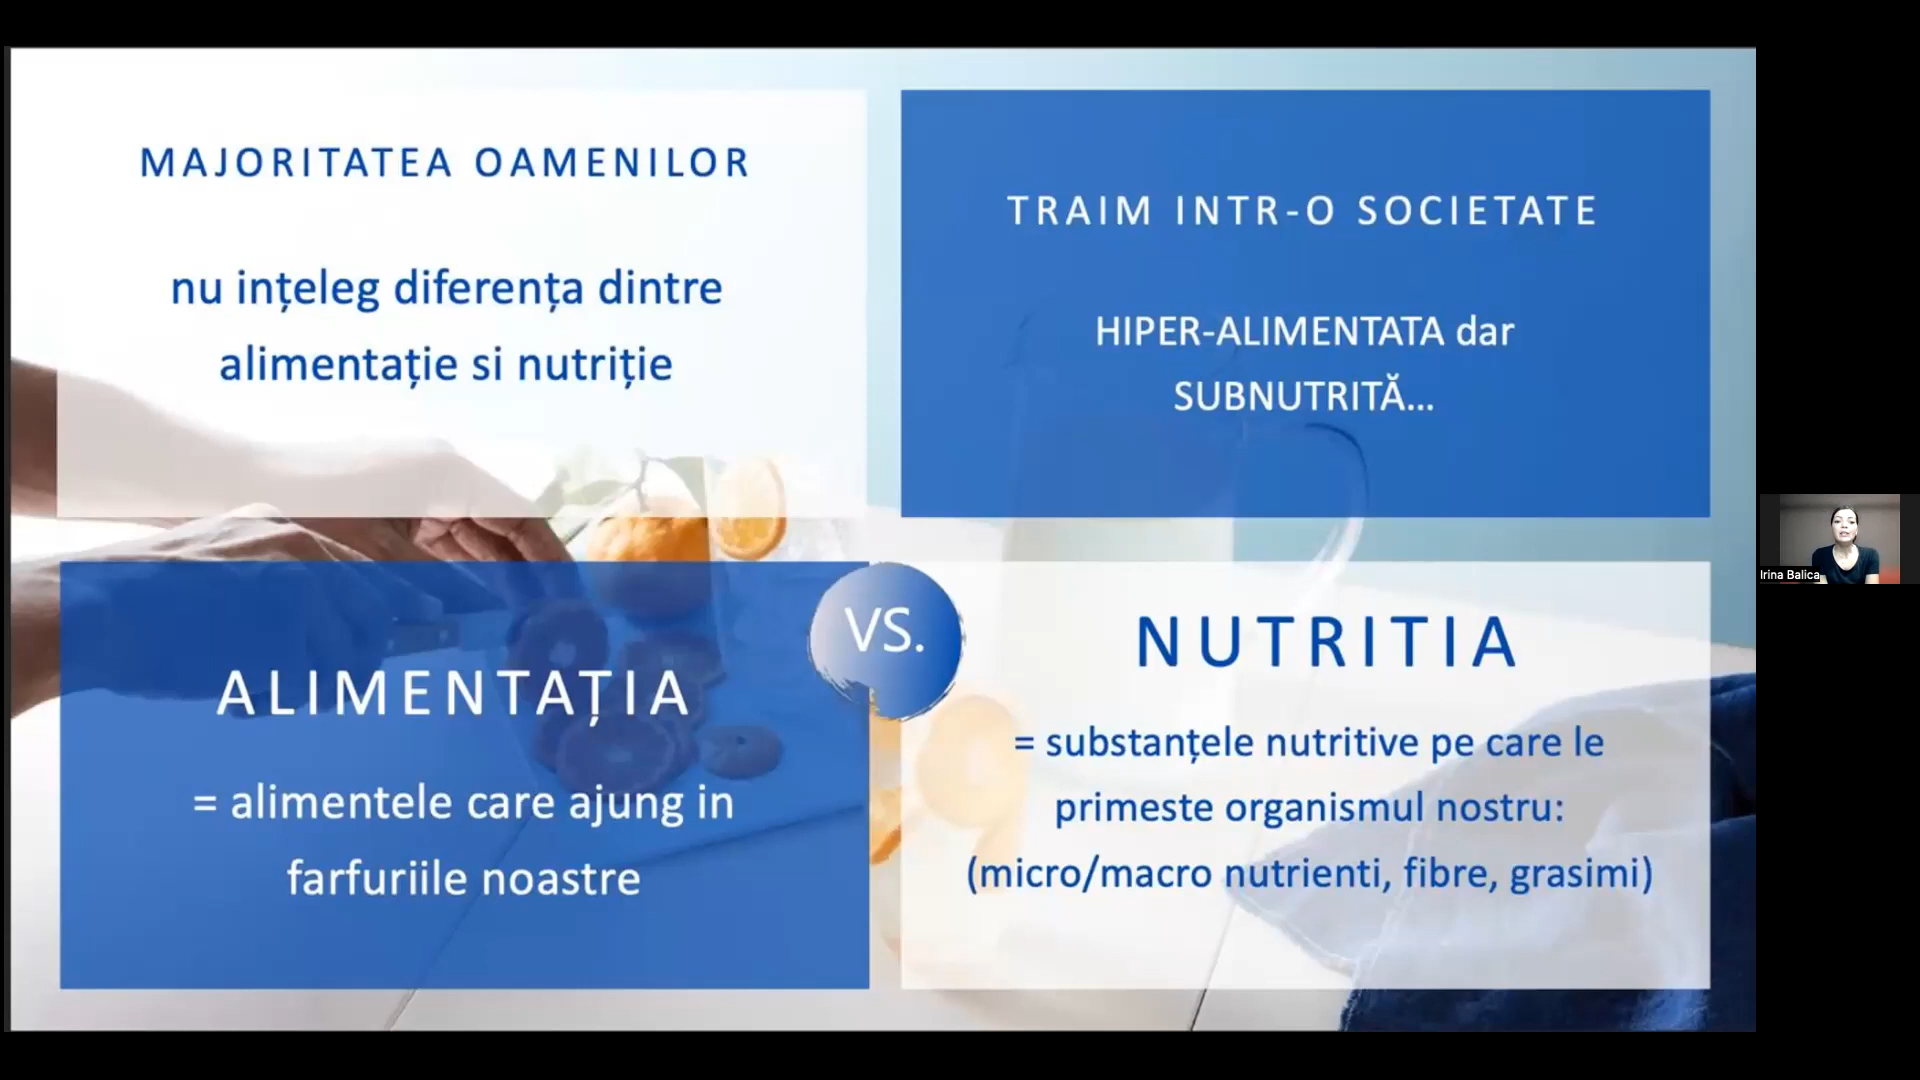 MAJORITATEA OAMENILOR
nu ințeleg diferența dintre
alimentație si nutriție
TRAIM INTR-O SOCIETATE
HIPER-ALIMENTATA dar
SUBNUTRITĂ...
ALIMENTAȚIA
= alimentele care ajung in
farfuriile noastre
VS.
NUTRITIA
= substanțele nutritive pe care le
primeste organismul nostru:
(micro/macro nutrienti, fibre, grasimi)
Irina Balica